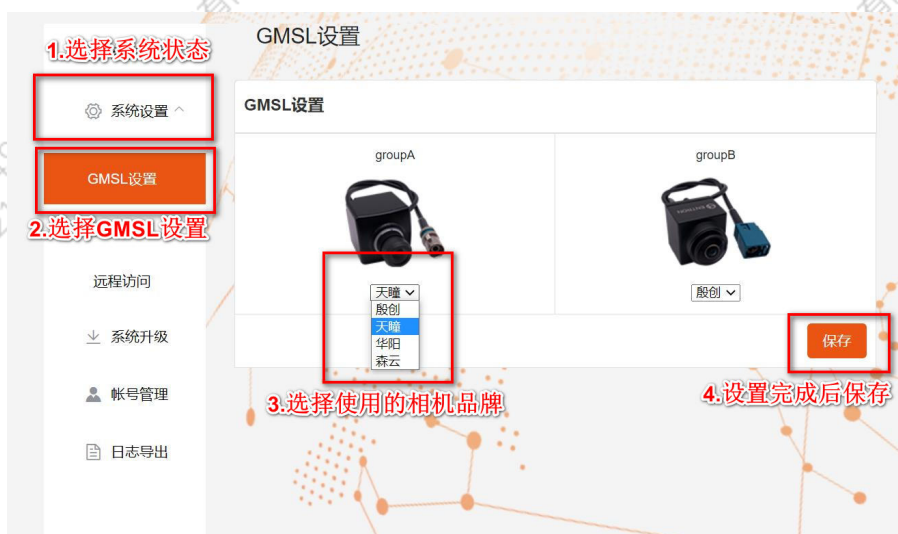 GMSL设置
1.选择系统状态
系统设置
GMSL设置
groupA
groupB
GMSL设置
2.选择GMSL设置
远程访问
天瞳
殷创
殷创
天瞳
华阳
森云
系统升级
保存
帐号管理
3.选择使用的相机品牌
4.设置完成后保存
日志导出